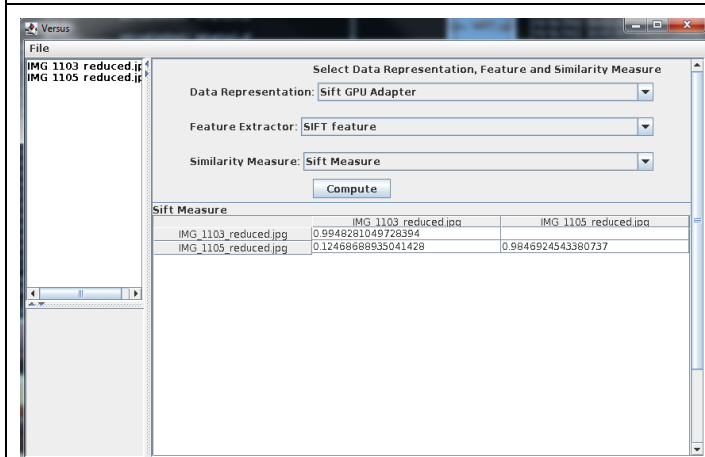 Versus
File
IMG 1103 reduced.jp
IMG 1105 reduced.jp
Select Data Representation, Feature and Similarity Measure
Data Representation: Sift GPU Adapter
Feature Extractor: SIFT feature
Similarity Measure: Sift Measure
Compute
Sift Measure
IMG 1103 reduced.jpg IMG 1105 reduced.jpg
IMG_1103_reduced.jpg 0.9948281049728394
IMG_1105_reduced.jpg 0.12468688935041428 0.9846924543380737